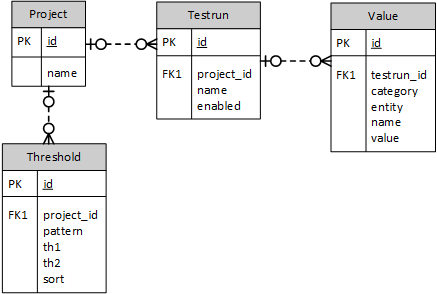 Project
PK id
name
Testrun
PK id
FK1 project_id
name
enabled
Value
PK id
FK1 testrun_id
category
entity
name
value
Threshold
PK id
FK1 project_id
pattern
th1
th2
sort